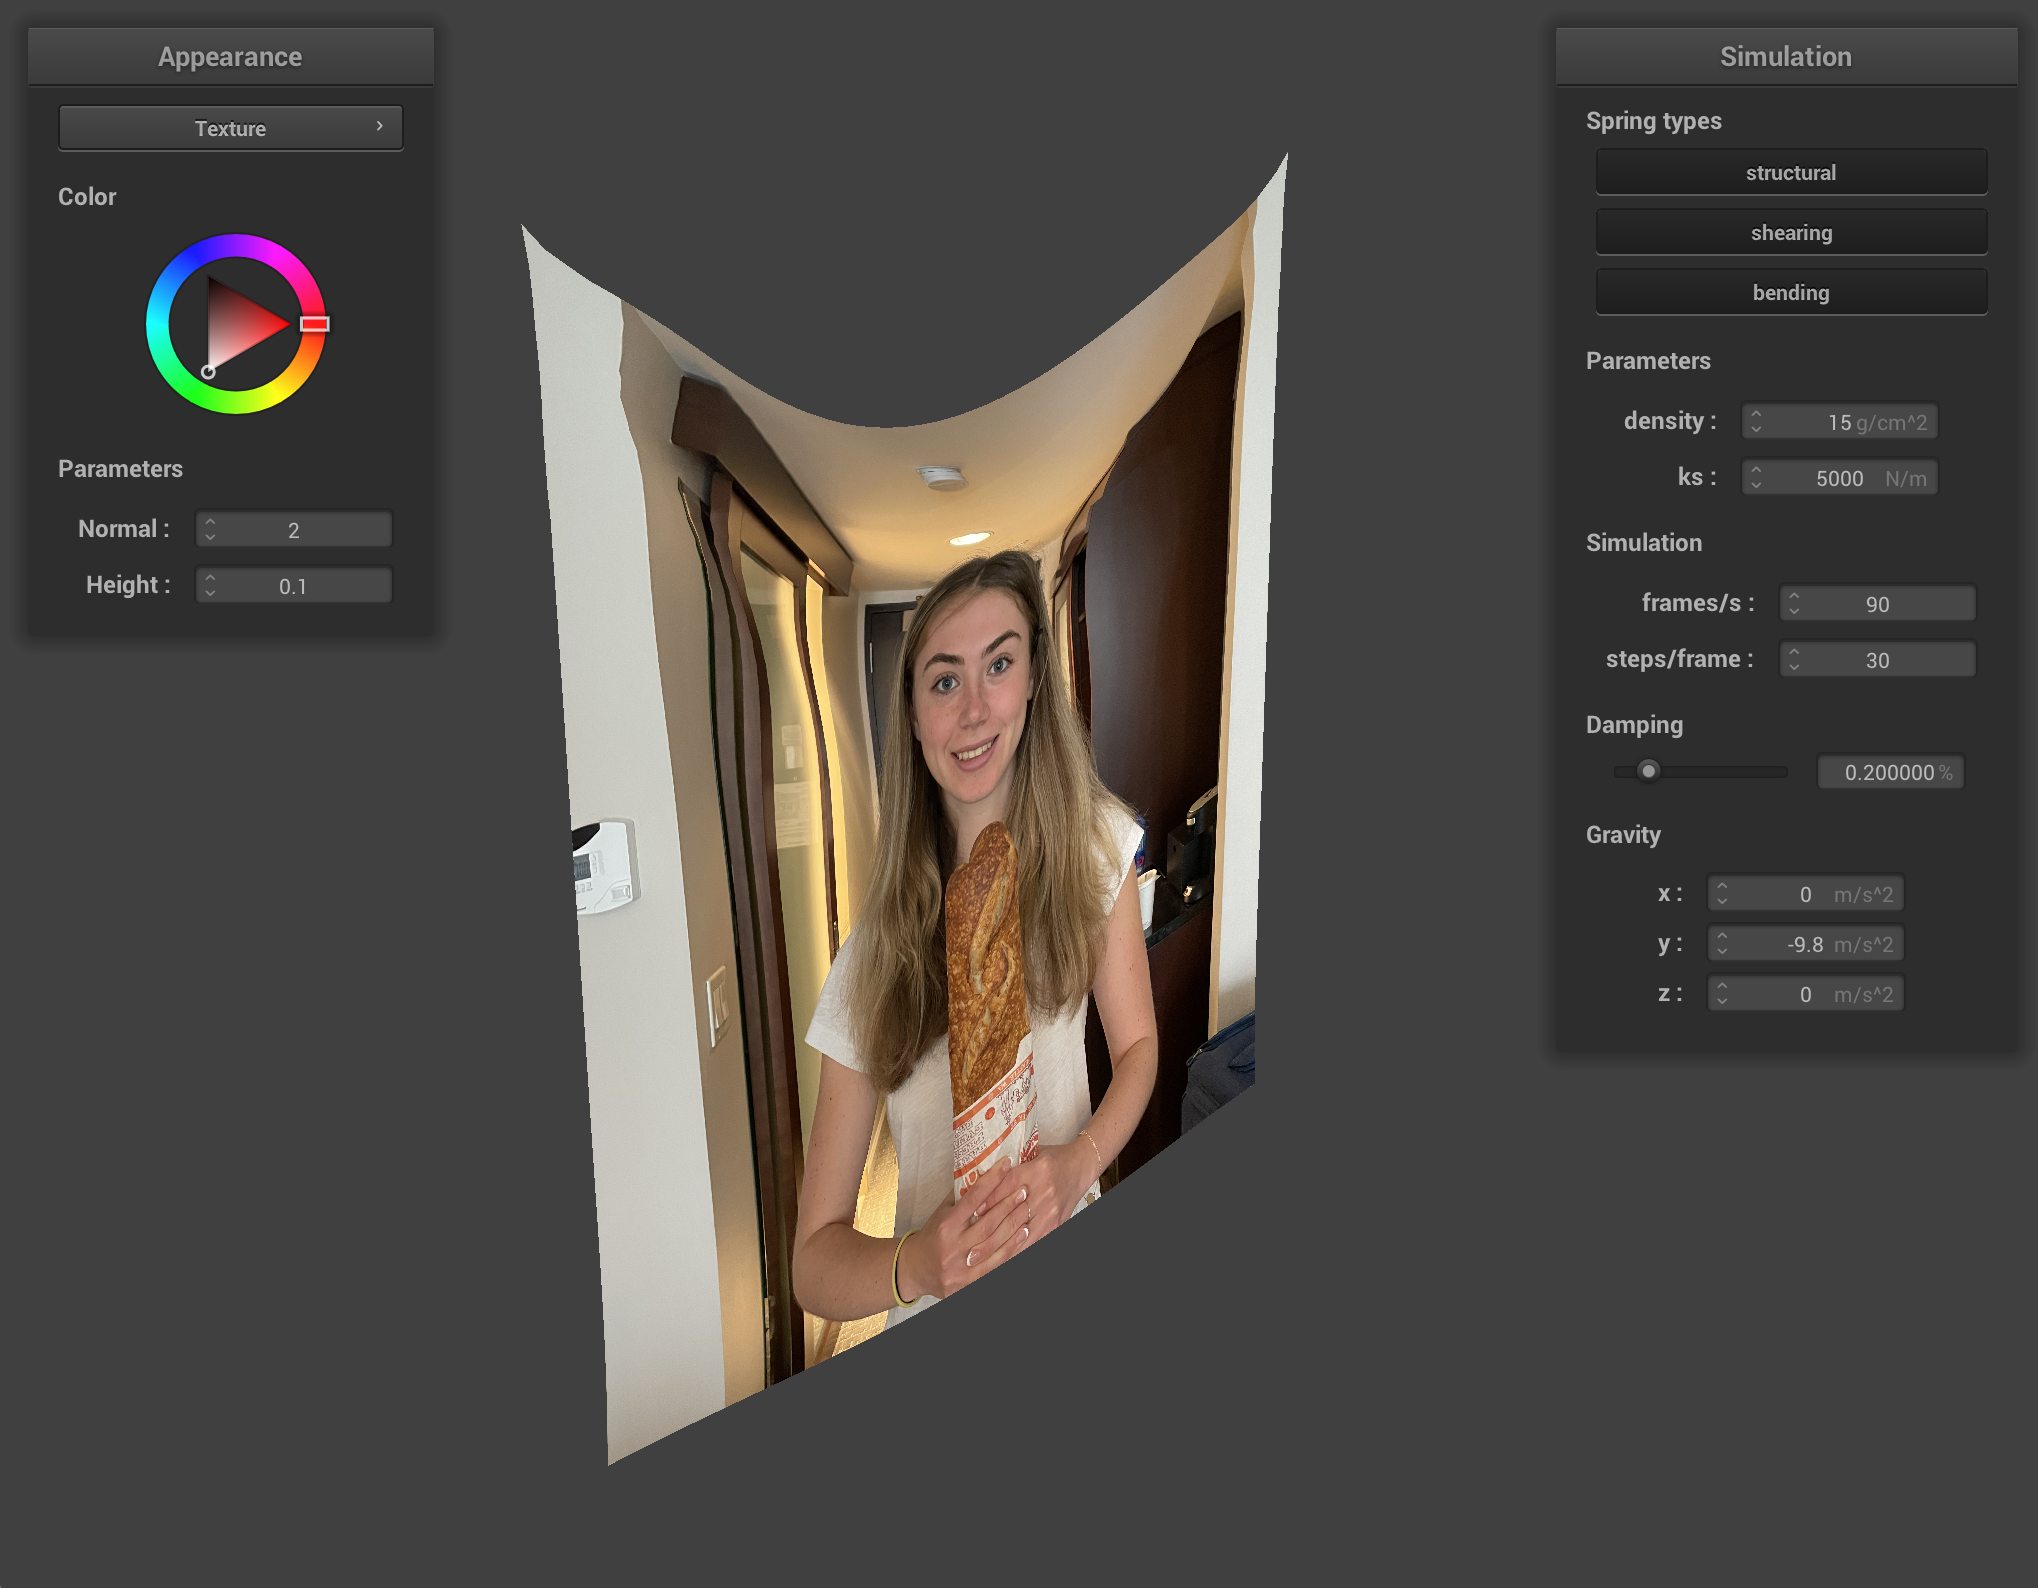 Appearance
Texture
Color
Parameters
Normal : 2
Height : 0.1
Simulation
Spring types
structural
shearing
bending
Parameters
density : 15 g/cm^2
ks : 5000 N/m
Simulation
frames/s : 90
steps/frame : 30
Damping
0.200000 %
Gravity
x : 0 m/s^2
y : -9.8 m/s^2
z : 0 m/s^2